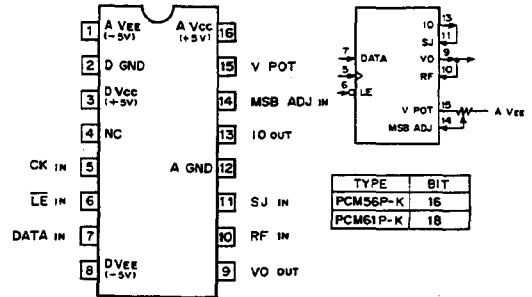 1 A VEE (-5V)
2 D GND
3 D VCC (+5V)
4 NC
CK IN 5
LE IN 6
DATA IN 7
8 D VEE (-5V)
A VCC (+5V) 16
15 V POT
14 MSB ADJ IN
13 IO OUT
A GND 12
11 SJ IN
10 RF IN
9 VO OUT
7 DATA
5
6 LE
IO 13
SJ 11
VO 9
RF 10
V POT 15 A VEE
MSB ADJ 14
TYPE BIT
PCM56P-K 16
PCM61P-K 18